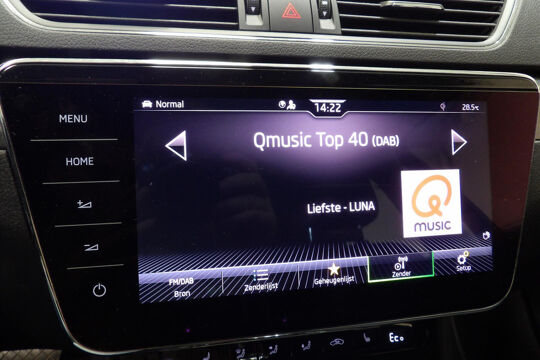 MENU
HOME
Normal
14:22
28.5°C
Qmusic Top 40 (DAB)
Liefste - LUNA
MUSIC
FM/DAB
Bron
Zenderlijst
Geheugenlijst
Zender
Setup
Eco